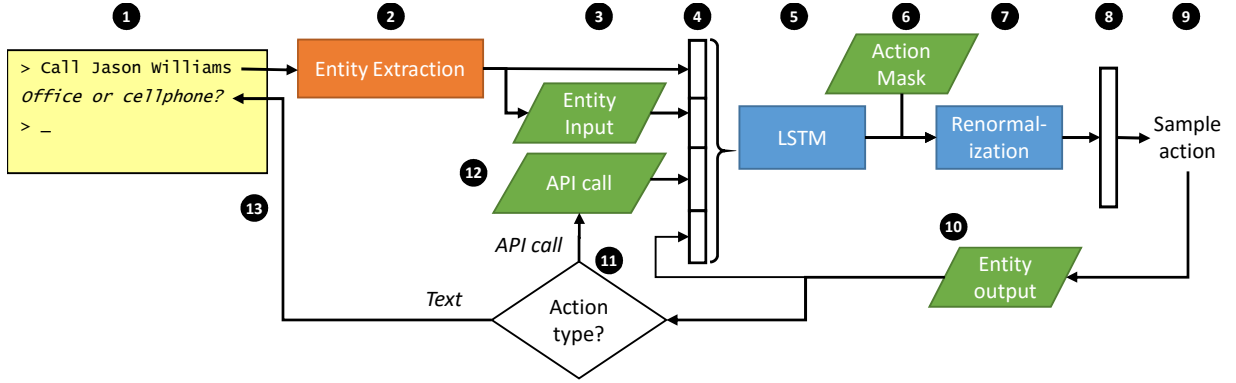 1 2 3 4 5 6 7 8 9
> Call Jason Williams
Office or cellphone?
> _
Entity Extraction
Entity
Input
12
API call
LSTM
Action
Mask
Renormal-
ization
Sample
action
13
API call
11
10
Entity
output
Text
Action
type?